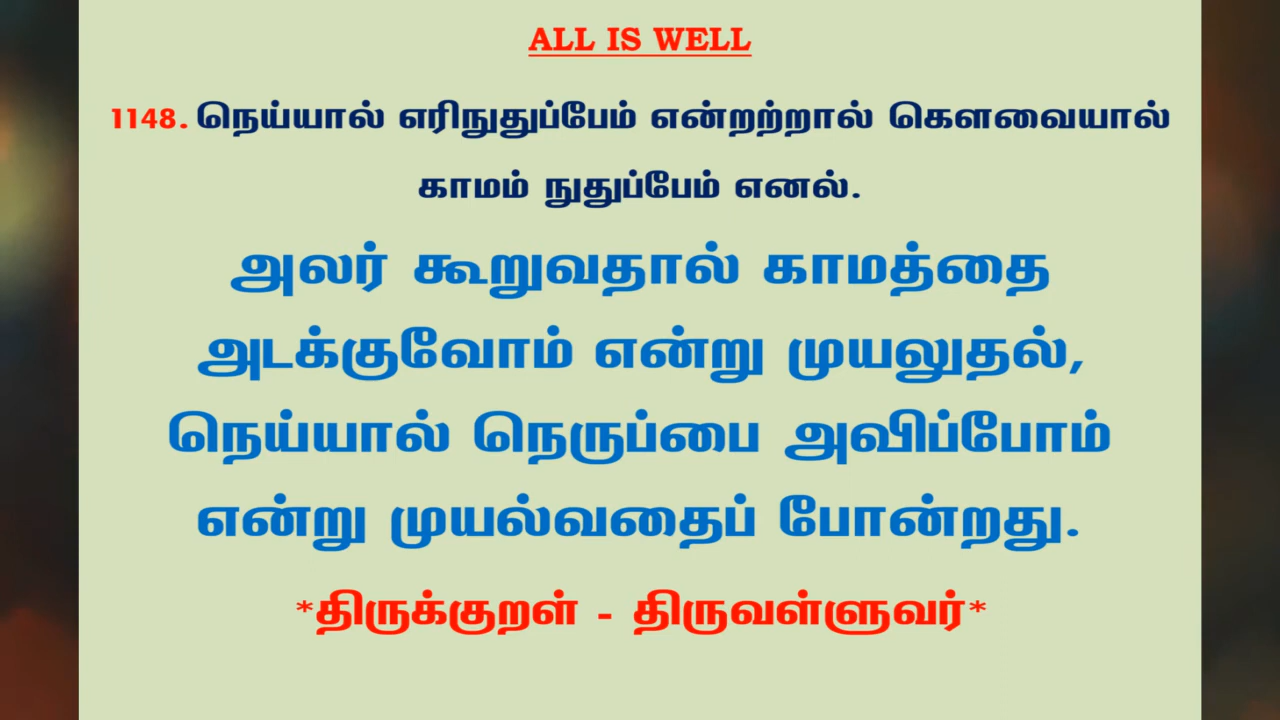 ALL IS WELL
1148. நெய்யால் எரிநுதுப்பேம் என்றற்றால் கௌவையால்
காமம் நுதுப்பேம் எனல்.
அலர் கூறுவதால் காமத்தை
அடக்குவோம் என்று முயலுதல்,
நெய்யால் நெருப்பை அவிப்போம்
என்று முயல்வதைப் போன்றது.
*திருக்குறள் - திருவள்ளுவர்*